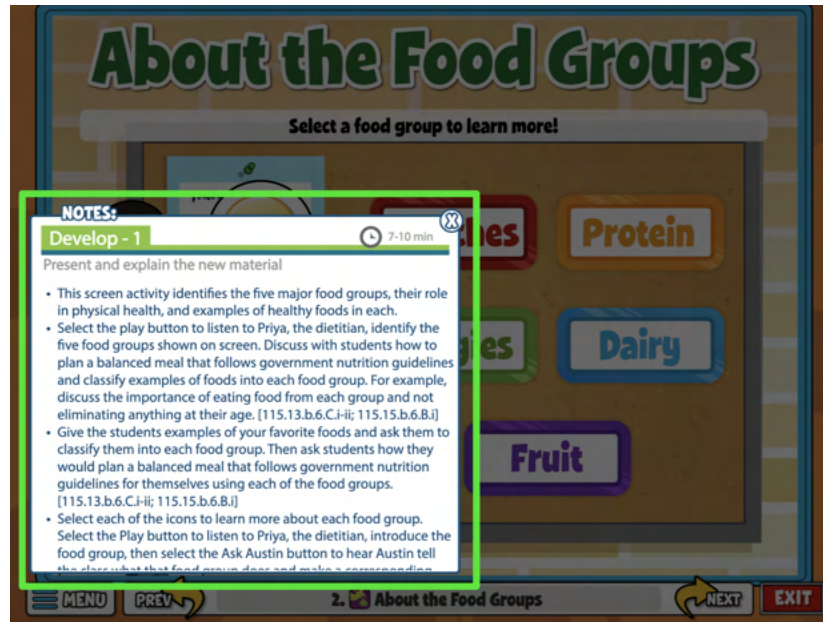 About the Food Groups
Select a food group to learn more!
Protein
Dairy
Fruit
NOTES:
X
Develop - 1
7-10 min
Present and explain the new material
• This screen activity identifies the five major food groups, their role
in physical health, and examples of healthy foods in each.
• Select the play button to listen to Priya, the dietitian, identify the
five food groups shown on screen. Discuss with students how to
plan a balanced meal that follows government nutrition guidelines
and classify examples of foods into each food group. For example,
discuss the importance of eating food from each group and not
eliminating anything at their age. [115.13.b.6.C.i-ii; 115.15.b.6.B.i]
• Give the students examples of your favorite foods and ask them to
classify them into each food group. Then ask students how they
would plan a balanced meal that follows government nutrition
guidelines for themselves using each of the food groups.
[115.13.b.6.C.i-ii; 115.15.b.6.B.i]
• Select each of the icons to learn more about each food group.
Select the Play button to listen to Priya, the dietitian, introduce the
food group, then select the Ask Austin button to hear Austin tell
the class what that food group does and make a corresponding
MENU
PREV
2. About the Food Groups
NEXT
EXIT